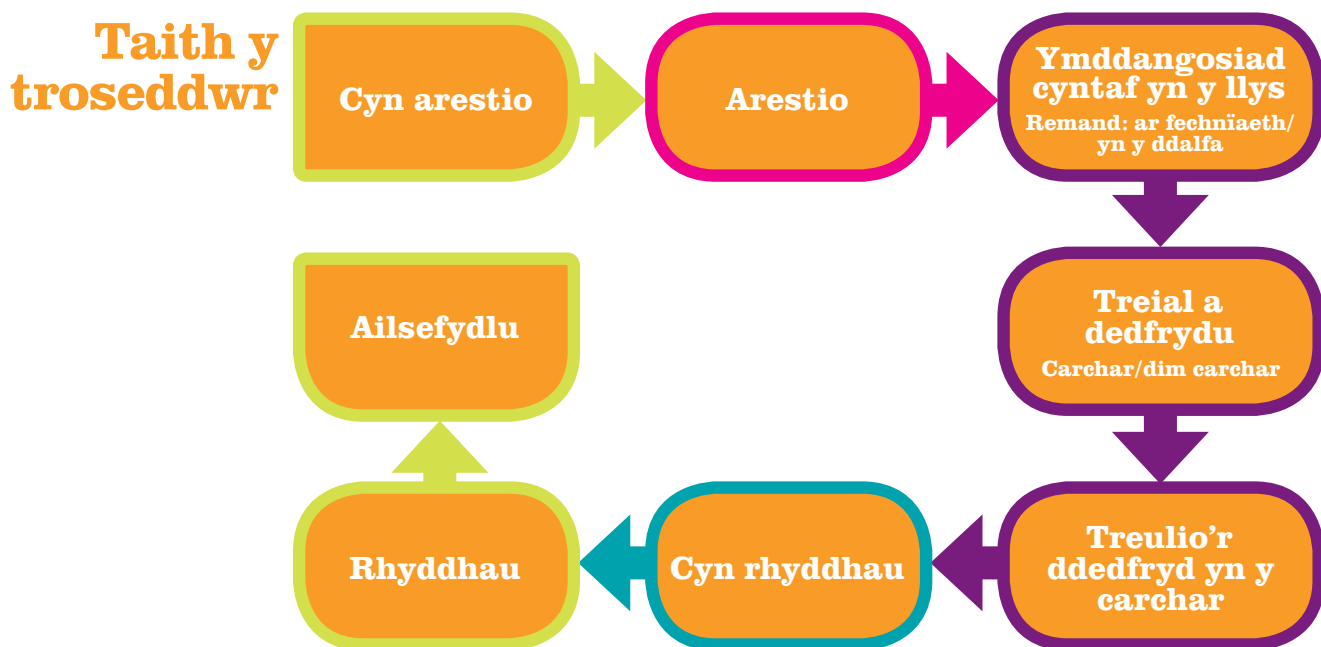 Taith y
troseddwr
Cyn arestio
Arestio
Ymddangosiad
cyntaf yn y llys
Remand: ar fechnïaeth/
yn y ddalfa
Treial a
dedfrydu
Carchar/dim carchar
Treulio’r
ddedfryd yn y
carchar
Cyn rhyddhau
Rhyddhau
Ailsefydlu